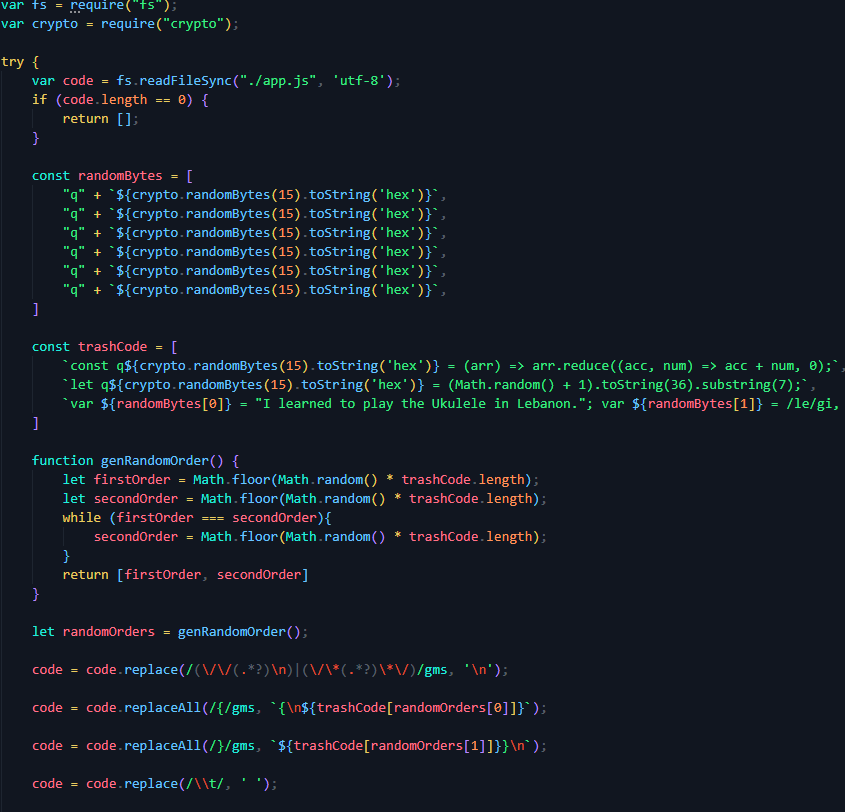 var fs = require("fs");
var crypto = require("crypto");
try {
var code = fs.readFileSync("./app.js", 'utf-8');
if (code.length == 0) {
return [];
}
const randomBytes = [
"q" + `${crypto.randomBytes(15).toString('hex')}`,
"q" + `${crypto.randomBytes(15).toString('hex')}`,
"q" + `${crypto.randomBytes(15).toString('hex')}`,
"q" + `${crypto.randomBytes(15).toString('hex')}`,
"q" + `${crypto.randomBytes(15).toString('hex')}`,
"q" + `${crypto.randomBytes(15).toString('hex')}`,
]
const trashCode = [
`const q${crypto.randomBytes(15).toString('hex')} = (arr) => arr.reduce((acc, num) => acc + num, 0);`,
`let q${crypto.randomBytes(15).toString('hex')} = (Math.random() + 1).toString(36).substring(7);`,
`var ${randomBytes[0]} = "I learned to play the Ukulele in Lebanon."; var ${randomBytes[1]} = /le/gi,
]
function genRandomOrder() {
let firstOrder = Math.floor(Math.random() * trashCode.length);
let secondOrder = Math.floor(Math.random() * trashCode.length);
while (firstOrder === secondOrder){
secondOrder = Math.floor(Math.random() * trashCode.length);
}
return [firstOrder, secondOrder]
}
let randomOrders = genRandomOrder();
code = code.replace(/(\/\/(.*?)\n)|(\/\*(.*?)\*\/)/gms, '\n');
code = code.replaceAll(/{/gms, `{\n${trashCode[randomOrders[0]]}`);
code = code.replaceAll(/}/gms, `${trashCode[randomOrders[1]]}}\n`);
code = code.replace(/\\t/, ' ');